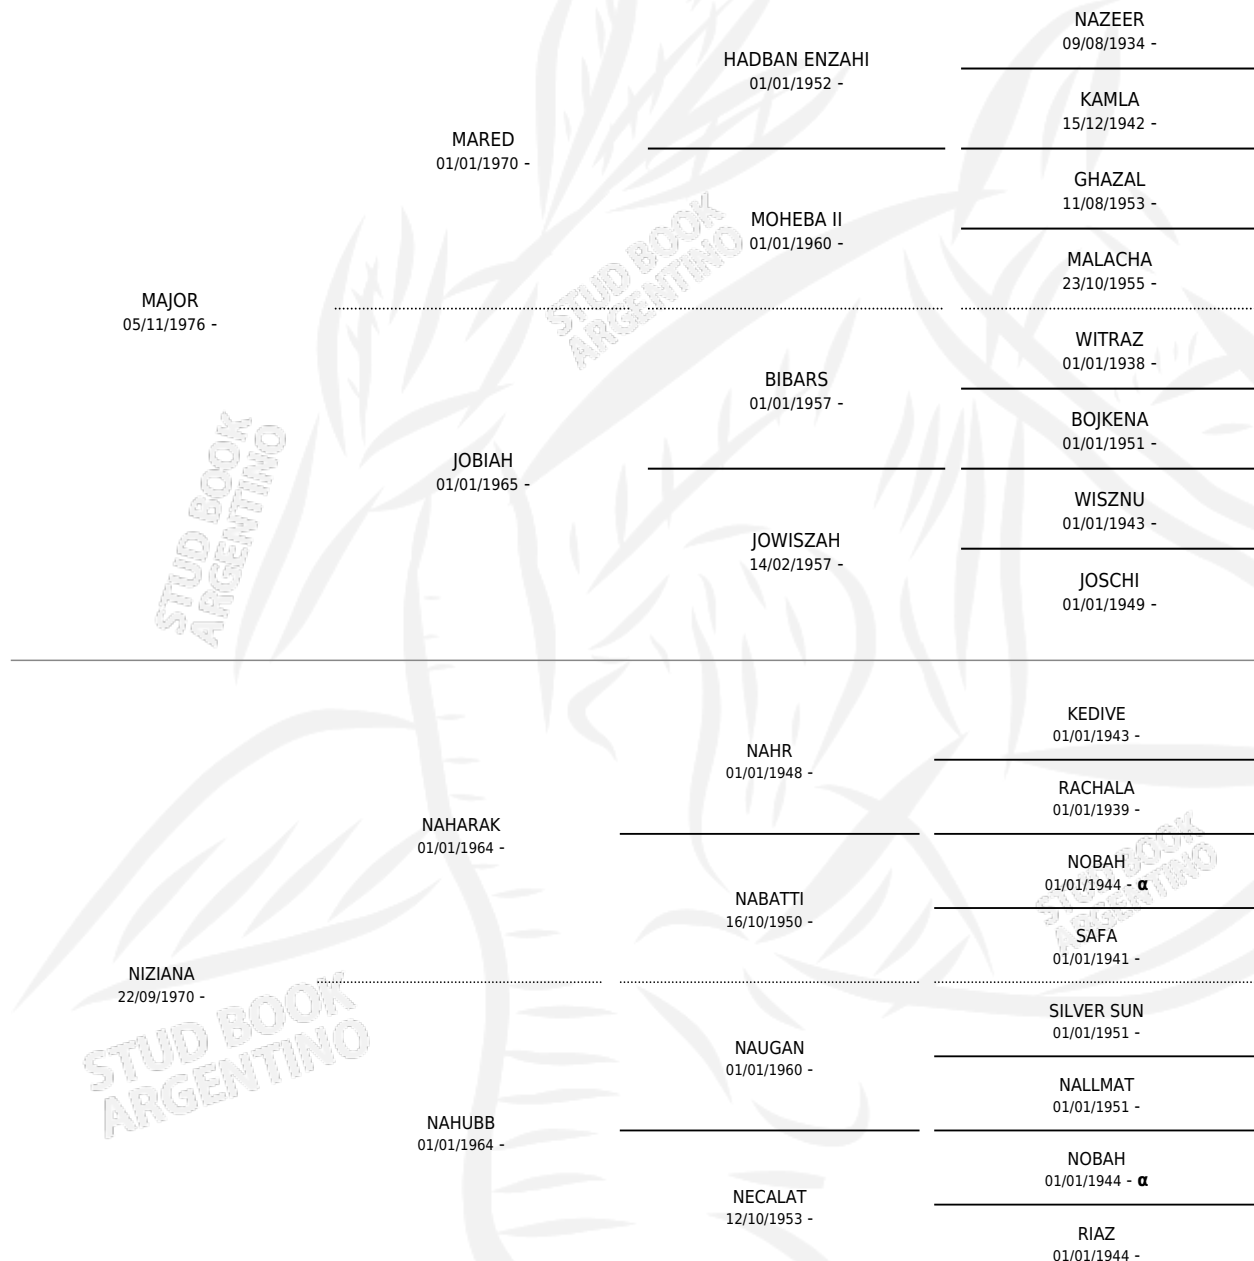 NAZEER
09/08/1934 -
HADBAN ENZAHI
01/01/1952 -
KAMLA
15/12/1942 -
MARED
01/01/1970 -
GHAZAL
11/08/1953 -
MOHEBA II
01/01/1960 -
MALACHA
23/10/1955 -
MAJOR
05/11/1976 -
WITRAZ
01/01/1938 -
BIBARS
01/01/1957 -
BOJKENA
01/01/1951 -
JOBIAH
01/01/1965 -
WISZNU
01/01/1943 -
JOWISZAH
14/02/1957 -
JOSCHI
01/01/1949 -
KEDIVE
01/01/1943 -
NAHR
01/01/1948 -
RACHALA
01/01/1939 -
NAHARAK
01/01/1964 -
NOBAH
01/01/1944 - α
NABATTI
16/10/1950 -
SAFA
01/01/1941 -
NIZIANA
22/09/1970 -
SILVER SUN
01/01/1951 -
NAUGAN
01/01/1960 -
NALLMAT
01/01/1951 -
NAHUBB
01/01/1964 -
NOBAH
01/01/1944 - α
NECALAT
12/10/1953 -
RIAZ
01/01/1944 -
STUD BOOK
ARGENTINO
STUD BOOK
ARGENTINO
STUD BOOK
ARGENTINO
STUD BOOK
ARGENTINO